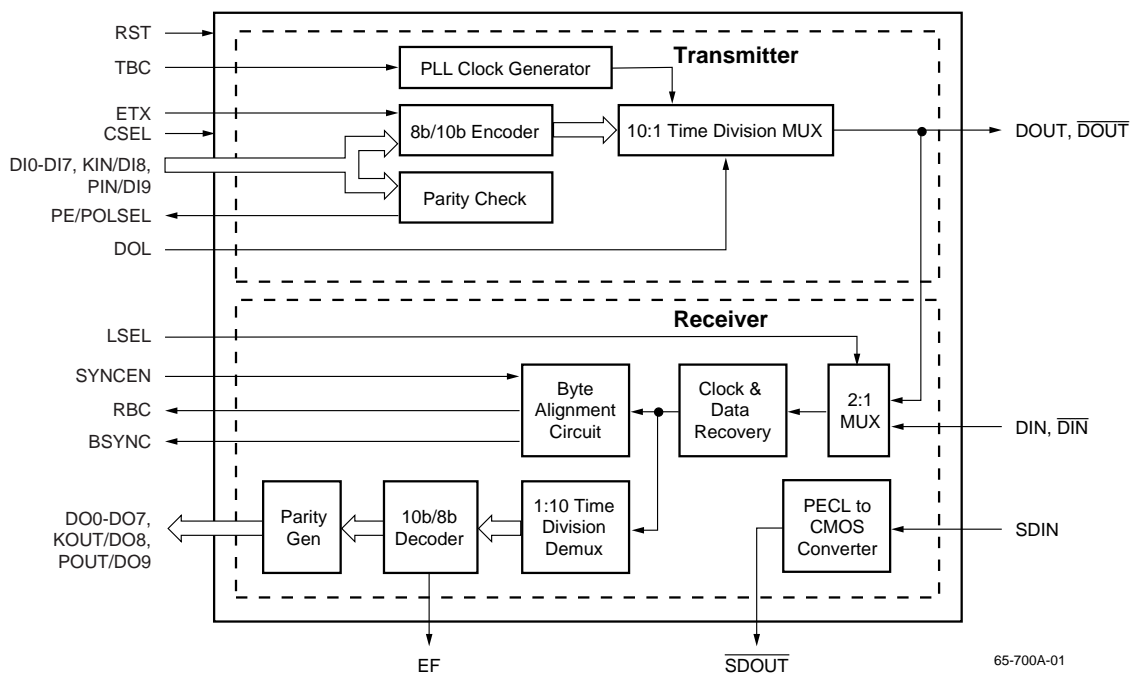 RST
Transmitter
TBC
PLL Clock Generator
ETX
8b/10b Encoder
10:1 Time Division MUX
CSEL
DOUT, D̅O̅U̅T̅
DI0-DI7, KIN/DI8,
PIN/DI9
Parity Check
PE/POLSEL
DOL
Receiver
LSEL
SYNCEN
RBC
BSYNC
Byte
Alignment
Circuit
Clock &
Data
Recovery
2:1
MUX
DIN, D̅I̅N̅
DO0-DO7,
KOUT/DO8,
POUT/DO9
Parity
Gen
10b/8b
Decoder
1:10 Time
Division
Demux
PECL to
CMOS
Converter
SDIN
EF
S̅D̅O̅U̅T̅
65-700A-01